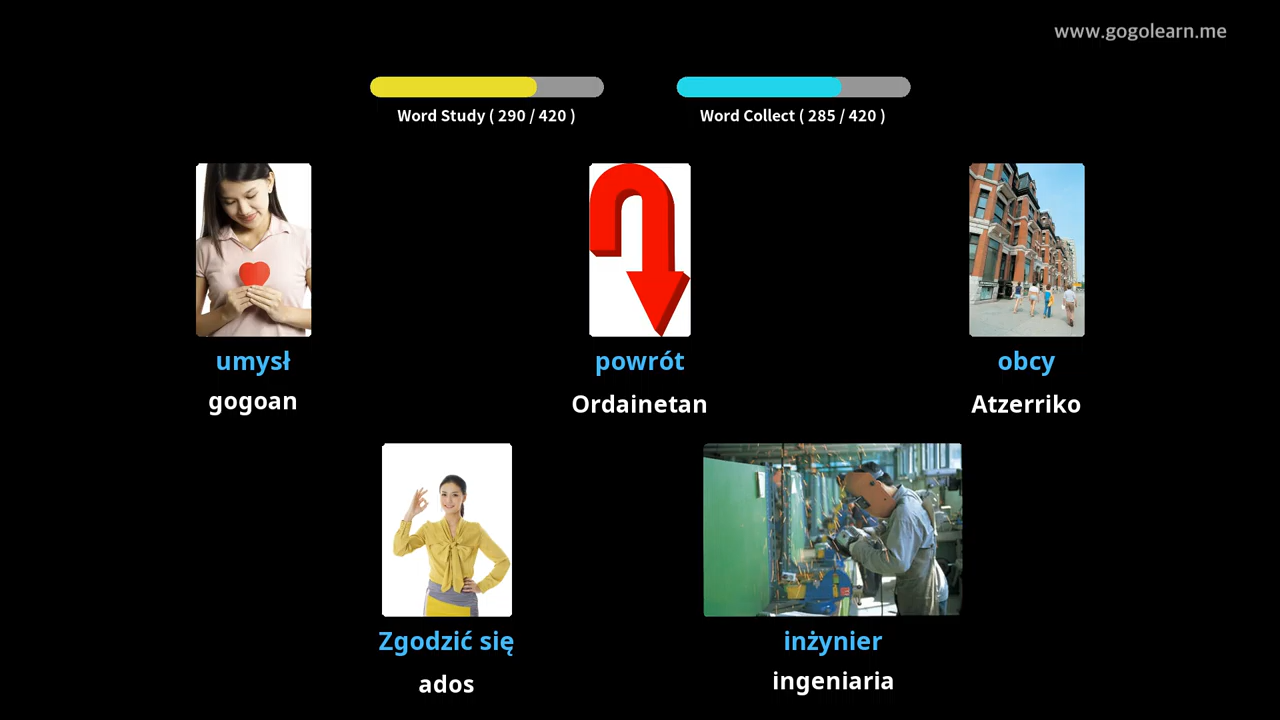 www.gogolearn.me
Word Study ( 290 / 420 )
Word Collect ( 285 / 420 )
umysł
powrót
obcy
gogoan
Ordainetan
Atzerriko
Zgodzić się
inżynier
ados
ingeniaria